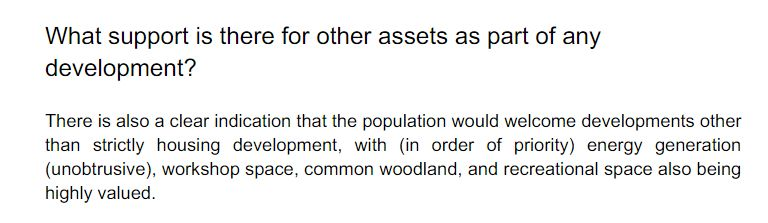 What support is there for other assets as part of any
development?
There is also a clear indication that the population would welcome developments other
than strictly housing development, with (in order of priority) energy generation
(unobtrusive), workshop space, common woodland, and recreational space also being
highly valued.